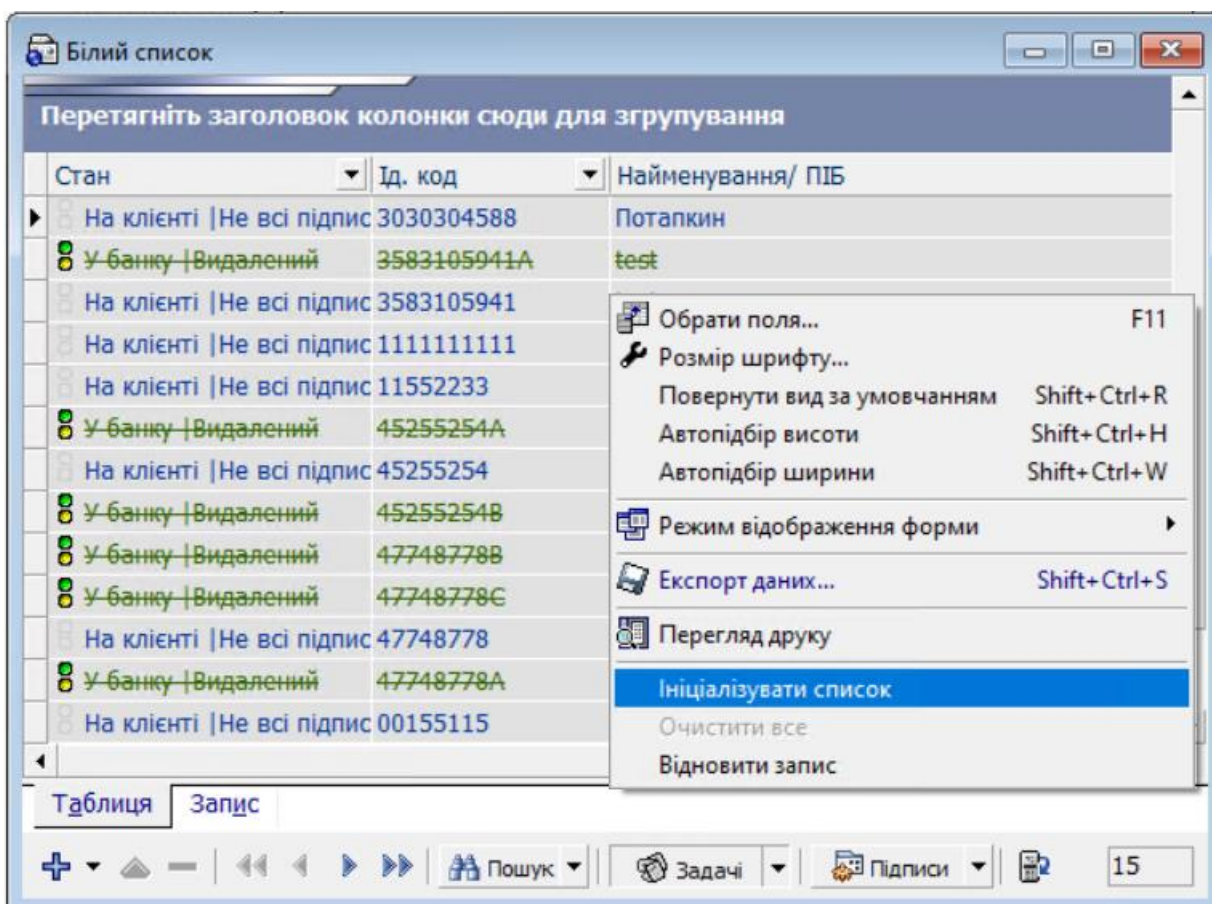 Білий список
Перетягніть заголовок колонки сюди для згрупування
Стан Ід. код Найменування/ ПІБ
На клієнті |Не всі підпис 3030304588 Потапкин
У банку |Видалений 3583105941A test
На клієнті |Не всі підпис 3583105941
На клієнті |Не всі підпис 1111111111
На клієнті |Не всі підпис 11552233
У банку |Видалений 45255254A
На клієнті |Не всі підпис 45255254
У банку |Видалений 45255254B
У банку |Видалений 47748778B
У банку |Видалений 47748778C
На клієнті |Не всі підпис 47748778
У банку |Видалений 47748778A
На клієнті |Не всі підпис 00155115
Обрати поля... F11
Розмір шрифту...
Повернути вид за умовчанням Shift+Ctrl+R
Автопідбір висоти Shift+Ctrl+H
Автопідбір ширини Shift+Ctrl+W
Режим відображення форми
Експорт даних... Shift+Ctrl+S
Перегляд друку
Ініціалізувати список
Очистити все
Відновити запис
Таблиця Запис
Пошук Задачі Підписи 15